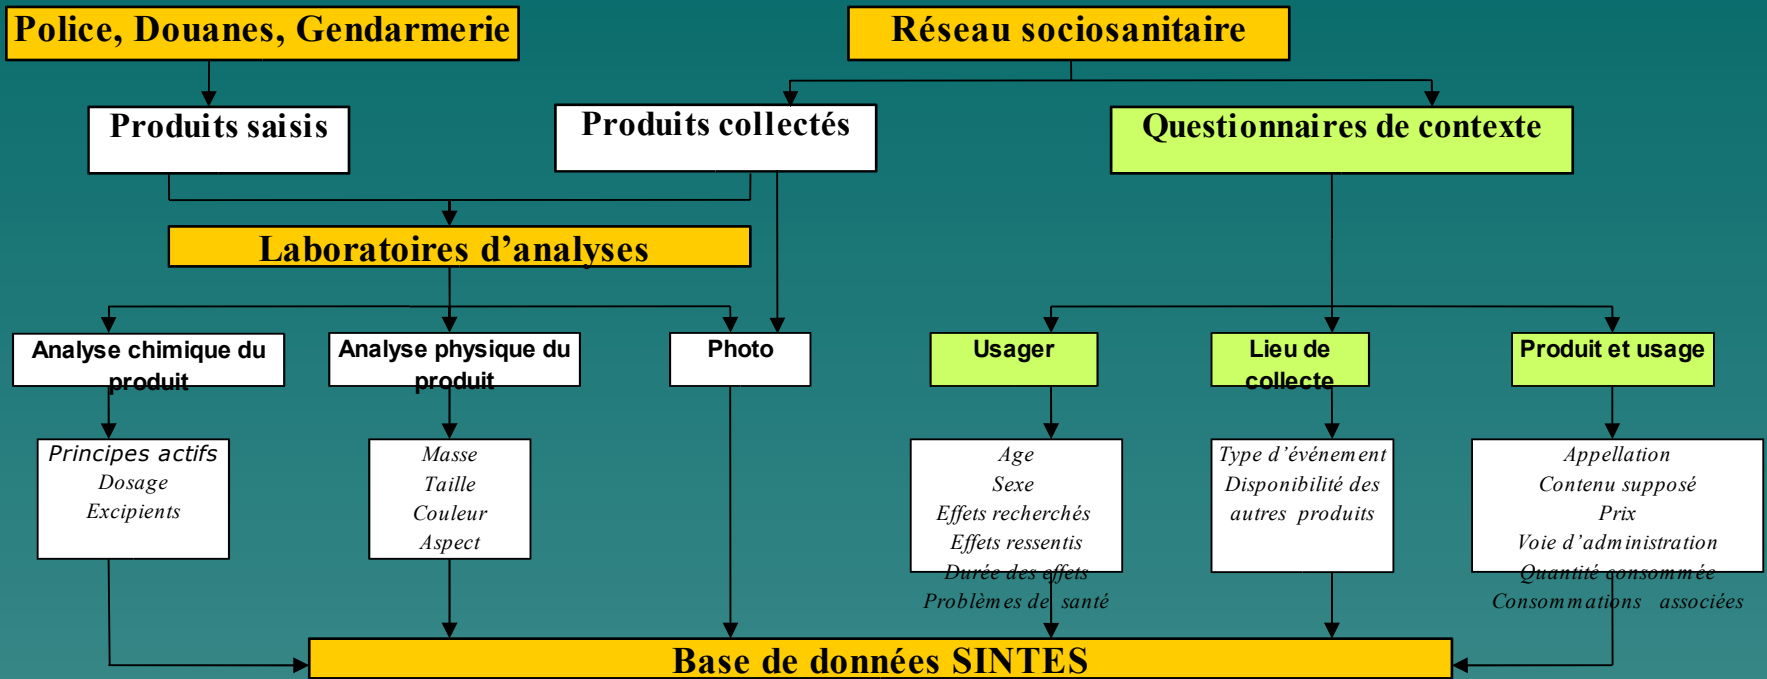 Police, Douanes, Gendarmerie
Réseau sociosanitaire
Produits saisis
Produits collectés
Questionnaires de contexte
Laboratoires d’analyses
Analyse chimique du
produit
Analyse physique du
produit
Photo
Usager
Lieu de
collecte
Produit et usage
Principes actifs
Dosage
Excipients
Masse
Taille
Couleur
Aspect
Age
Sexe
Effets recherchés
Effets ressentis
Durée des effets
Problèmes de santé
Type d’événement
Disponibilité des
autres produits
Appellation
Contenu supposé
Prix
Voie d’administration
Quantité consommée
Consommations associées
Base de données SINTES